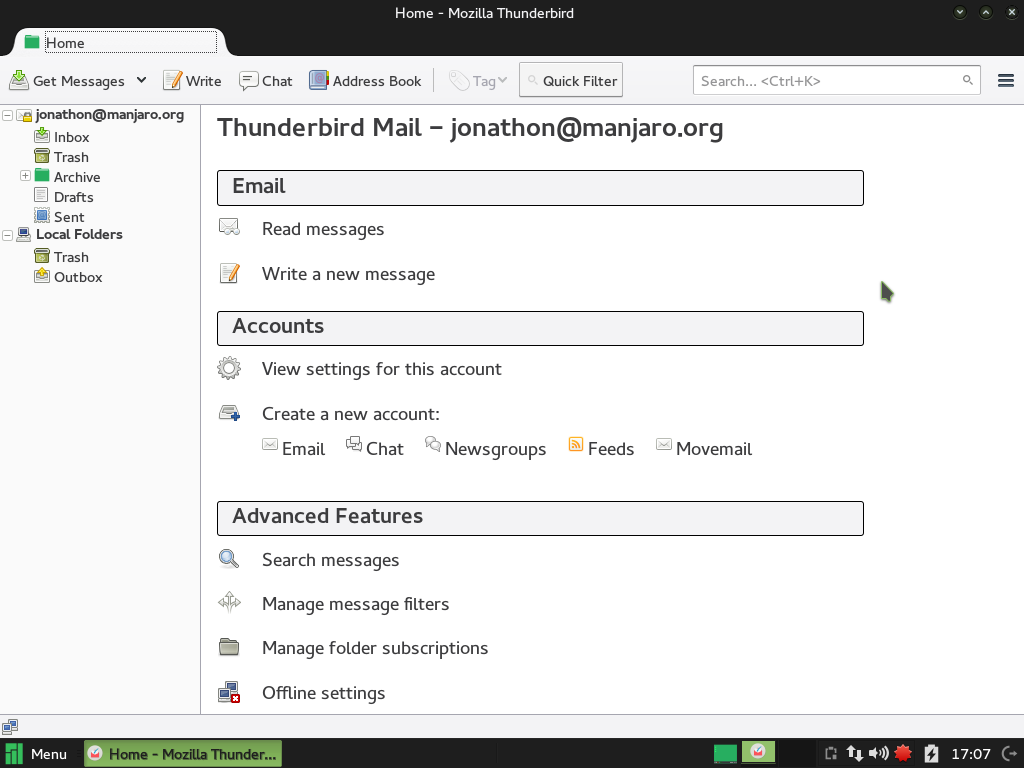 Home - Mozilla Thunderbird
Home
Get Messages Write Chat Address Book Tag Quick Filter Search... <Ctrl+K>
jonathon@manjaro.org
Inbox
Trash
Archive
Drafts
Sent
Local Folders
Trash
Outbox
Thunderbird Mail – jonathon@manjaro.org
Email
Read messages
Write a new message
Accounts
View settings for this account
Create a new account:
Email Chat Newsgroups Feeds Movemail
Advanced Features
Search messages
Manage message filters
Manage folder subscriptions
Offline settings
Menu Home - Mozilla Thunder... 17:07